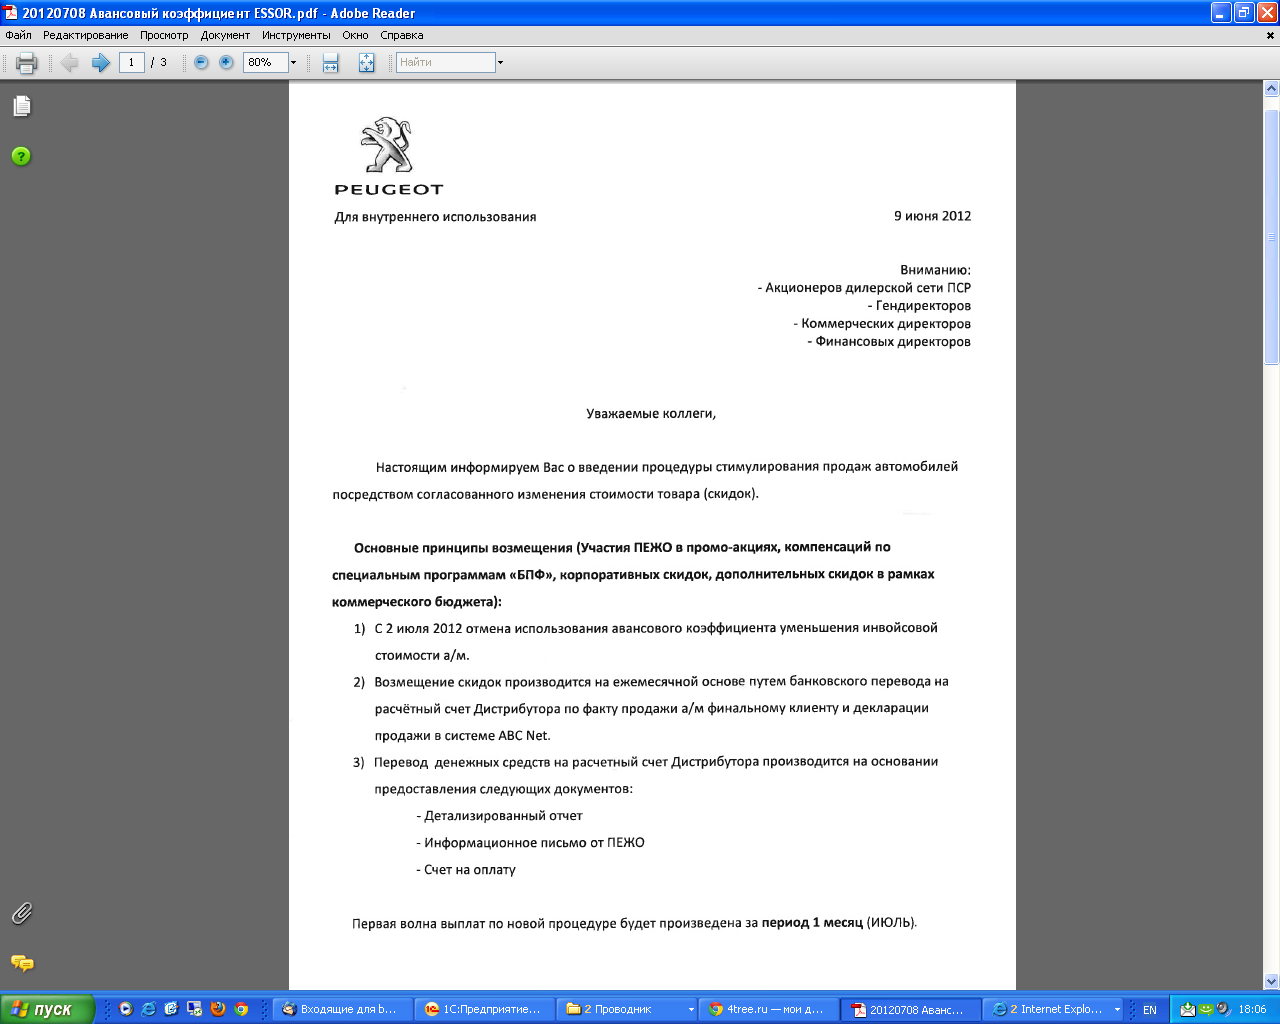 20120708 Авансовый коэффициент ESSOR.pdf - Adobe Reader
Файл Редактирование Просмотр Документ Инструменты Окно Справка
1 / 3 80% Найти
PEUGEOT
Для внутреннего использования 9 июня 2012
Вниманию:
- Акционеров дилерской сети ПСР
- Гендиректоров
- Коммерческих директоров
- Финансовых директоров
Уважаемые коллеги,
Настоящим информируем Вас о введении процедуры стимулирования продаж автомобилей
посредством согласованного изменения стоимости товара (скидок).
Основные принципы возмещения (Участия ПЕЖО в промо-акциях, компенсаций по
специальным программам «БПФ», корпоративных скидок, дополнительных скидок в рамках
коммерческого бюджета):
1) С 2 июля 2012 отмена использования авансового коэффициента уменьшения инвойсовой
стоимости а/м.
2) Возмещение скидок производится на ежемесячной основе путем банковского перевода на
расчётный счет Дистрибутора по факту продажи а/м финальному клиенту и декларации
продажи в системе ABC Net.
3) Перевод денежных средств на расчетный счет Дистрибутора производится на основании
предоставления следующих документов:
- Детализированный отчет
- Информационное письмо от ПЕЖО
- Счет на оплату
Первая волна выплат по новой процедуре будет произведена за период 1 месяц (ИЮЛЬ).
пуск Входящие для b... 1С:Предприятие... 2 Проводник 4tree.ru — мои д... 20120708 Аванс... 2 Internet Explo... EN 18:06